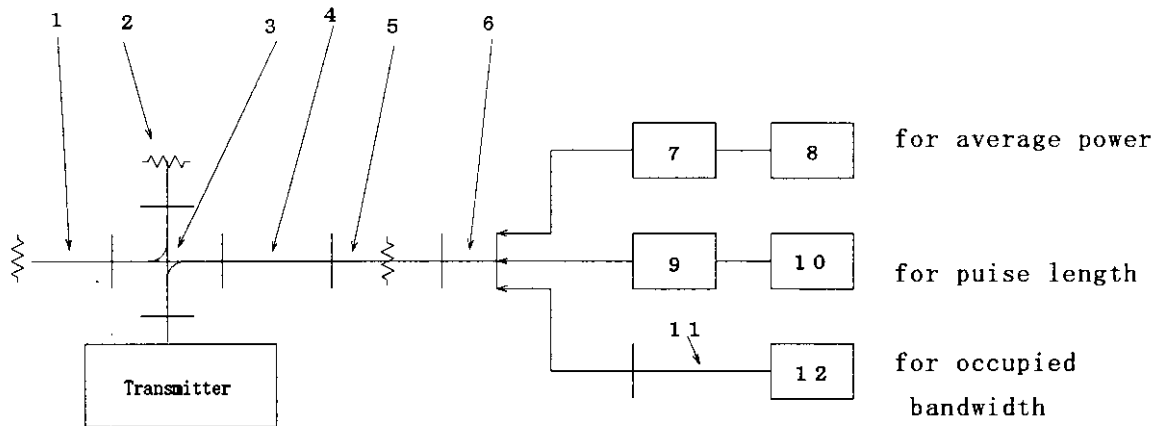 1 2 3 4 5 6
7 8 for average power
9 10 for puise length
11
12 for occupied
bandwidth
Transmitter